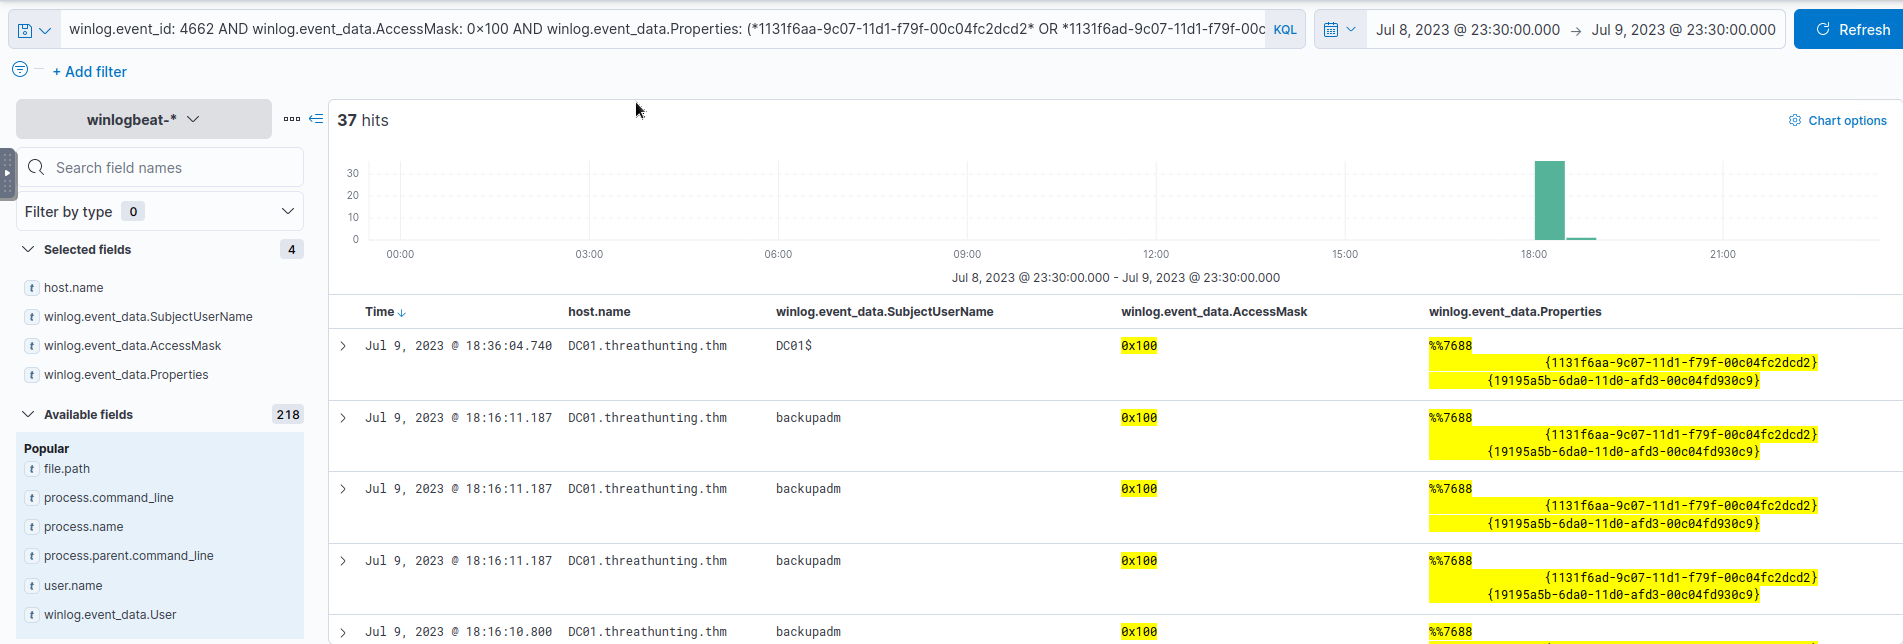 winlog.event_id: 4662 AND winlog.event_data.AccessMask: 0×100 AND winlog.event_data.Properties: (*1131f6aa-9c07-11d1-f79f-00c04fc2dcd2* OR *1131f6ad-9c07-11d1-f79f-00c
KQL
Jul 8, 2023 @ 23:30:00.000 → Jul 9, 2023 @ 23:30:00.000
Refresh
+ Add filter
winlogbeat-*
37 hits
Chart options
Search field names
Filter by type 0
Selected fields 4
t host.name
t winlog.event_data.SubjectUserName
t winlog.event_data.AccessMask
t winlog.event_data.Properties
Available fields 218
Popular
t file.path
t process.command_line
t process.name
t process.parent.command_line
t user.name
t winlog.event_data.User
30
20
10
0
00:00 03:00 06:00 09:00 12:00 15:00 18:00 21:00
Jul 8, 2023 @ 23:30:00.000 - Jul 9, 2023 @ 23:30:00.000
Time ↓ host.name winlog.event_data.SubjectUserName winlog.event_data.AccessMask winlog.event_data.Properties
Jul 9, 2023 @ 18:36:04.740 DC01.threathunting.thm DC01$ 0x100 %%7688
{1131f6aa-9c07-11d1-f79f-00c04fc2dcd2}
{19195a5b-6da0-11d0-afd3-00c04fd930c9}
Jul 9, 2023 @ 18:16:11.187 DC01.threathunting.thm backupadm 0x100 %%7688
{1131f6aa-9c07-11d1-f79f-00c04fc2dcd2}
{19195a5b-6da0-11d0-afd3-00c04fd930c9}
Jul 9, 2023 @ 18:16:11.187 DC01.threathunting.thm backupadm 0x100 %%7688
{1131f6aa-9c07-11d1-f79f-00c04fc2dcd2}
{19195a5b-6da0-11d0-afd3-00c04fd930c9}
Jul 9, 2023 @ 18:16:11.187 DC01.threathunting.thm backupadm 0x100 %%7688
{1131f6ad-9c07-11d1-f79f-00c04fc2dcd2}
{19195a5b-6da0-11d0-afd3-00c04fd930c9}
Jul 9, 2023 @ 18:16:10.800 DC01.threathunting.thm backupadm 0x100 %%7688